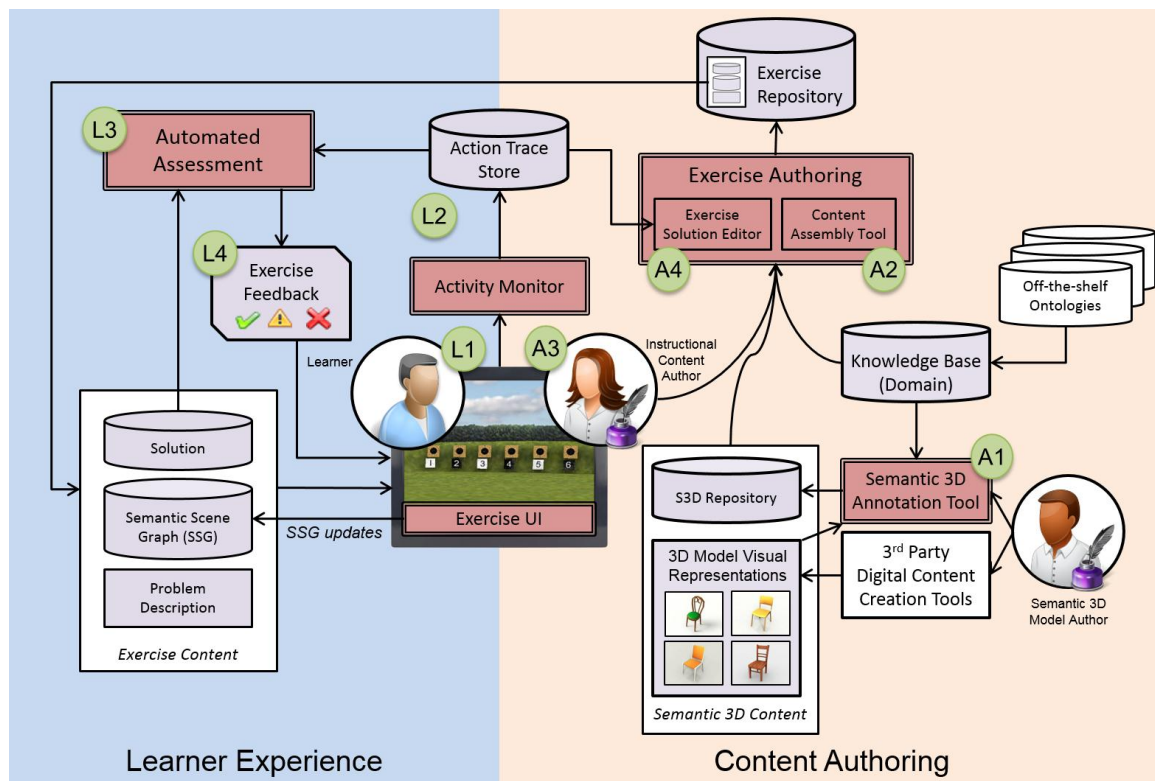 Exercise
Repository
L3
Automated
Assessment
Action Trace
Store
Exercise Authoring
Exercise
Solution Editor
Content
Assembly Tool
A4
A2
L2
L4
Exercise
Feedback
Activity Monitor
Off-the-shelf
Ontologies
Learner
L1
A3
Instructional
Content
Author
Knowledge Base
(Domain)
Solution
Semantic Scene
Graph (SSG)
Problem
Description
Exercise Content
1
2
3
4
5
6
Exercise UI
SSG updates
S3D Repository
Semantic 3D
Annotation Tool
A1
3D Model Visual
Representations
3rd Party
Digital Content
Creation Tools
Semantic 3D
Model Author
Semantic 3D Content
Learner Experience
Content Authoring